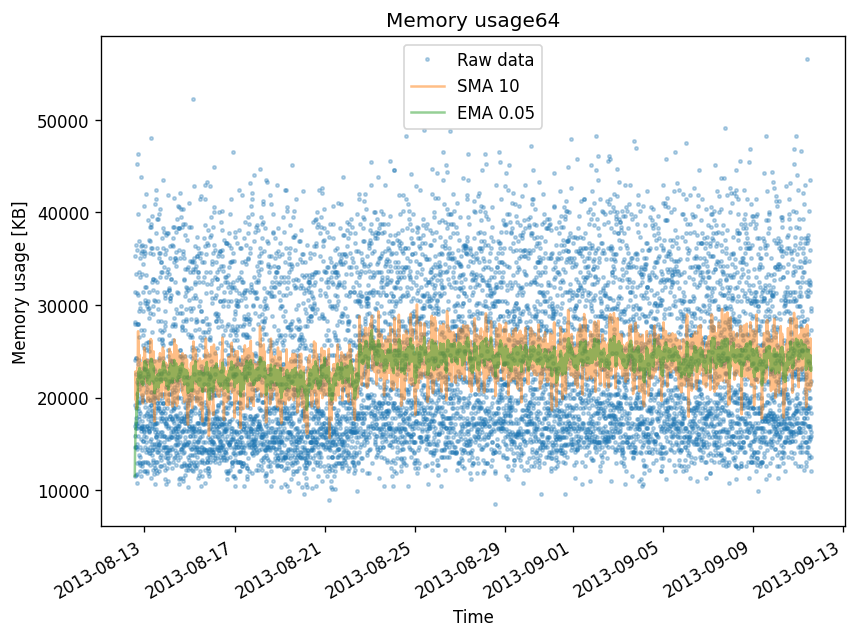 Memory usage64
Raw data
SMA 10
EMA 0.05
Memory usage [KB]
50000
40000
30000
20000
10000
2013-08-13
2013-08-17
2013-08-21
2013-08-25
2013-08-29
2013-09-01
2013-09-05
2013-09-09
2013-09-13
Time